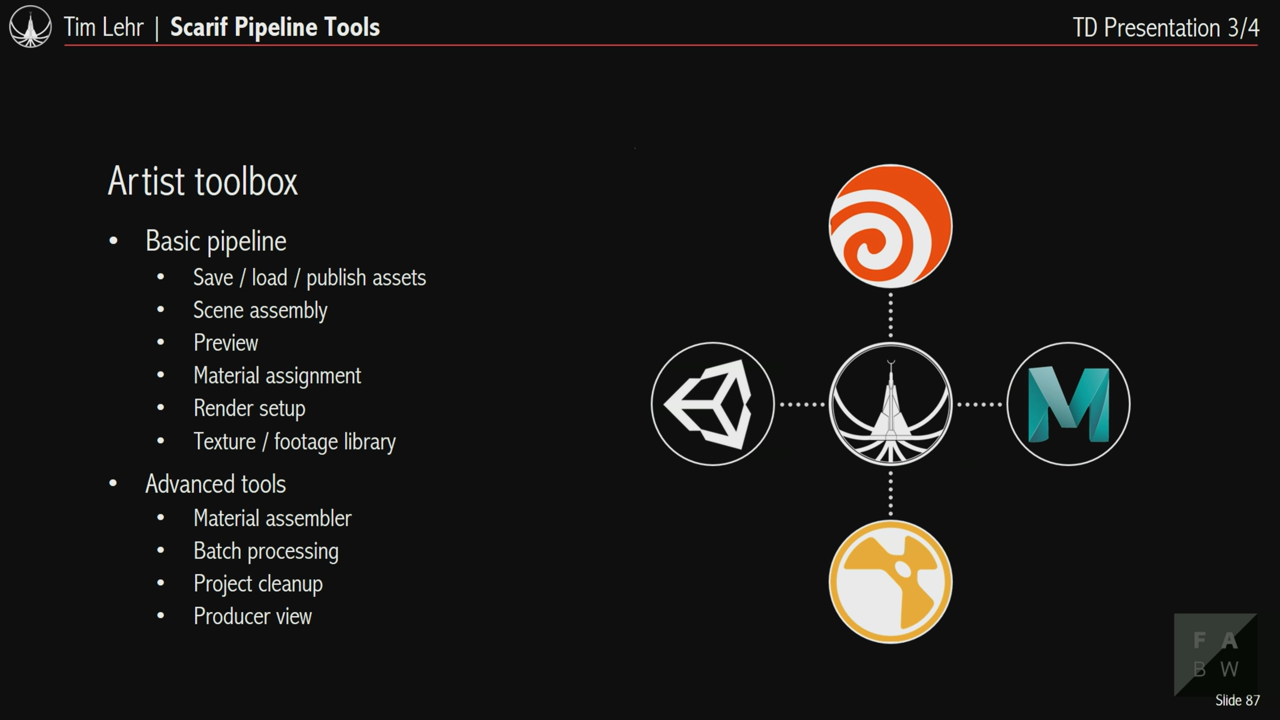 Tim Lehr | Scarif Pipeline Tools
TD Presentation 3/4
Artist toolbox
• Basic pipeline
• Save / load / publish assets
• Scene assembly
• Preview
• Material assignment
• Render setup
• Texture / footage library
• Advanced tools
• Material assembler
• Batch processing
• Project cleanup
• Producer view
F A
B W
Slide 87